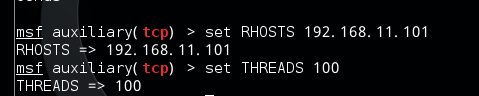 msf auxiliary(tcp) > set RHOSTS 192.168.11.101
RHOSTS => 192.168.11.101
msf auxiliary(tcp) > set THREADS 100
THREADS => 100